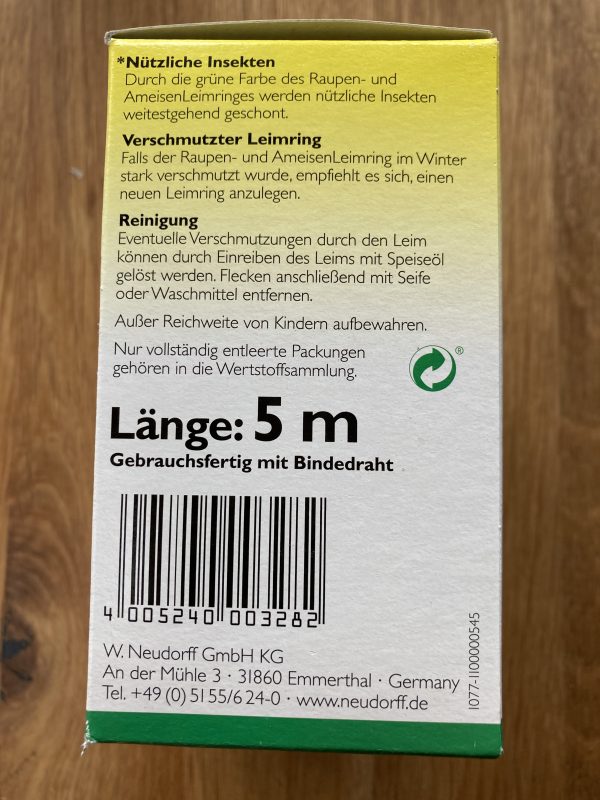 *Nützliche Insekten
Durch die grüne Farbe des Raupen- und
AmeisenLeimringes werden nützliche Insekten
weitestgehend geschont.
Verschmutzter Leimring
Falls der Raupen- und AmeisenLeimring im Winter
stark verschmutzt wurde, empfiehlt es sich, einen
neuen Leimring anzulegen.
Reinigung
Eventuelle Verschmutzungen durch den Leim
können durch Einreiben des Leims mit Speiseöl
gelöst werden. Flecken anschließend mit Seife
oder Waschmittel entfernen.
Außer Reichweite von Kindern aufbewahren.
Nur vollständig entleerte Packungen
gehören in die Wertstoffsammlung.
®
Länge: 5 m
Gebrauchsfertig mit Bindedraht
4 005240 003282
W. Neudorff GmbH KG
An der Mühle 3 · 31860 Emmerthal · Germany
Tel. +49 (0) 51 55/6 24-0 · www.neudorff.de
1077-1100000545